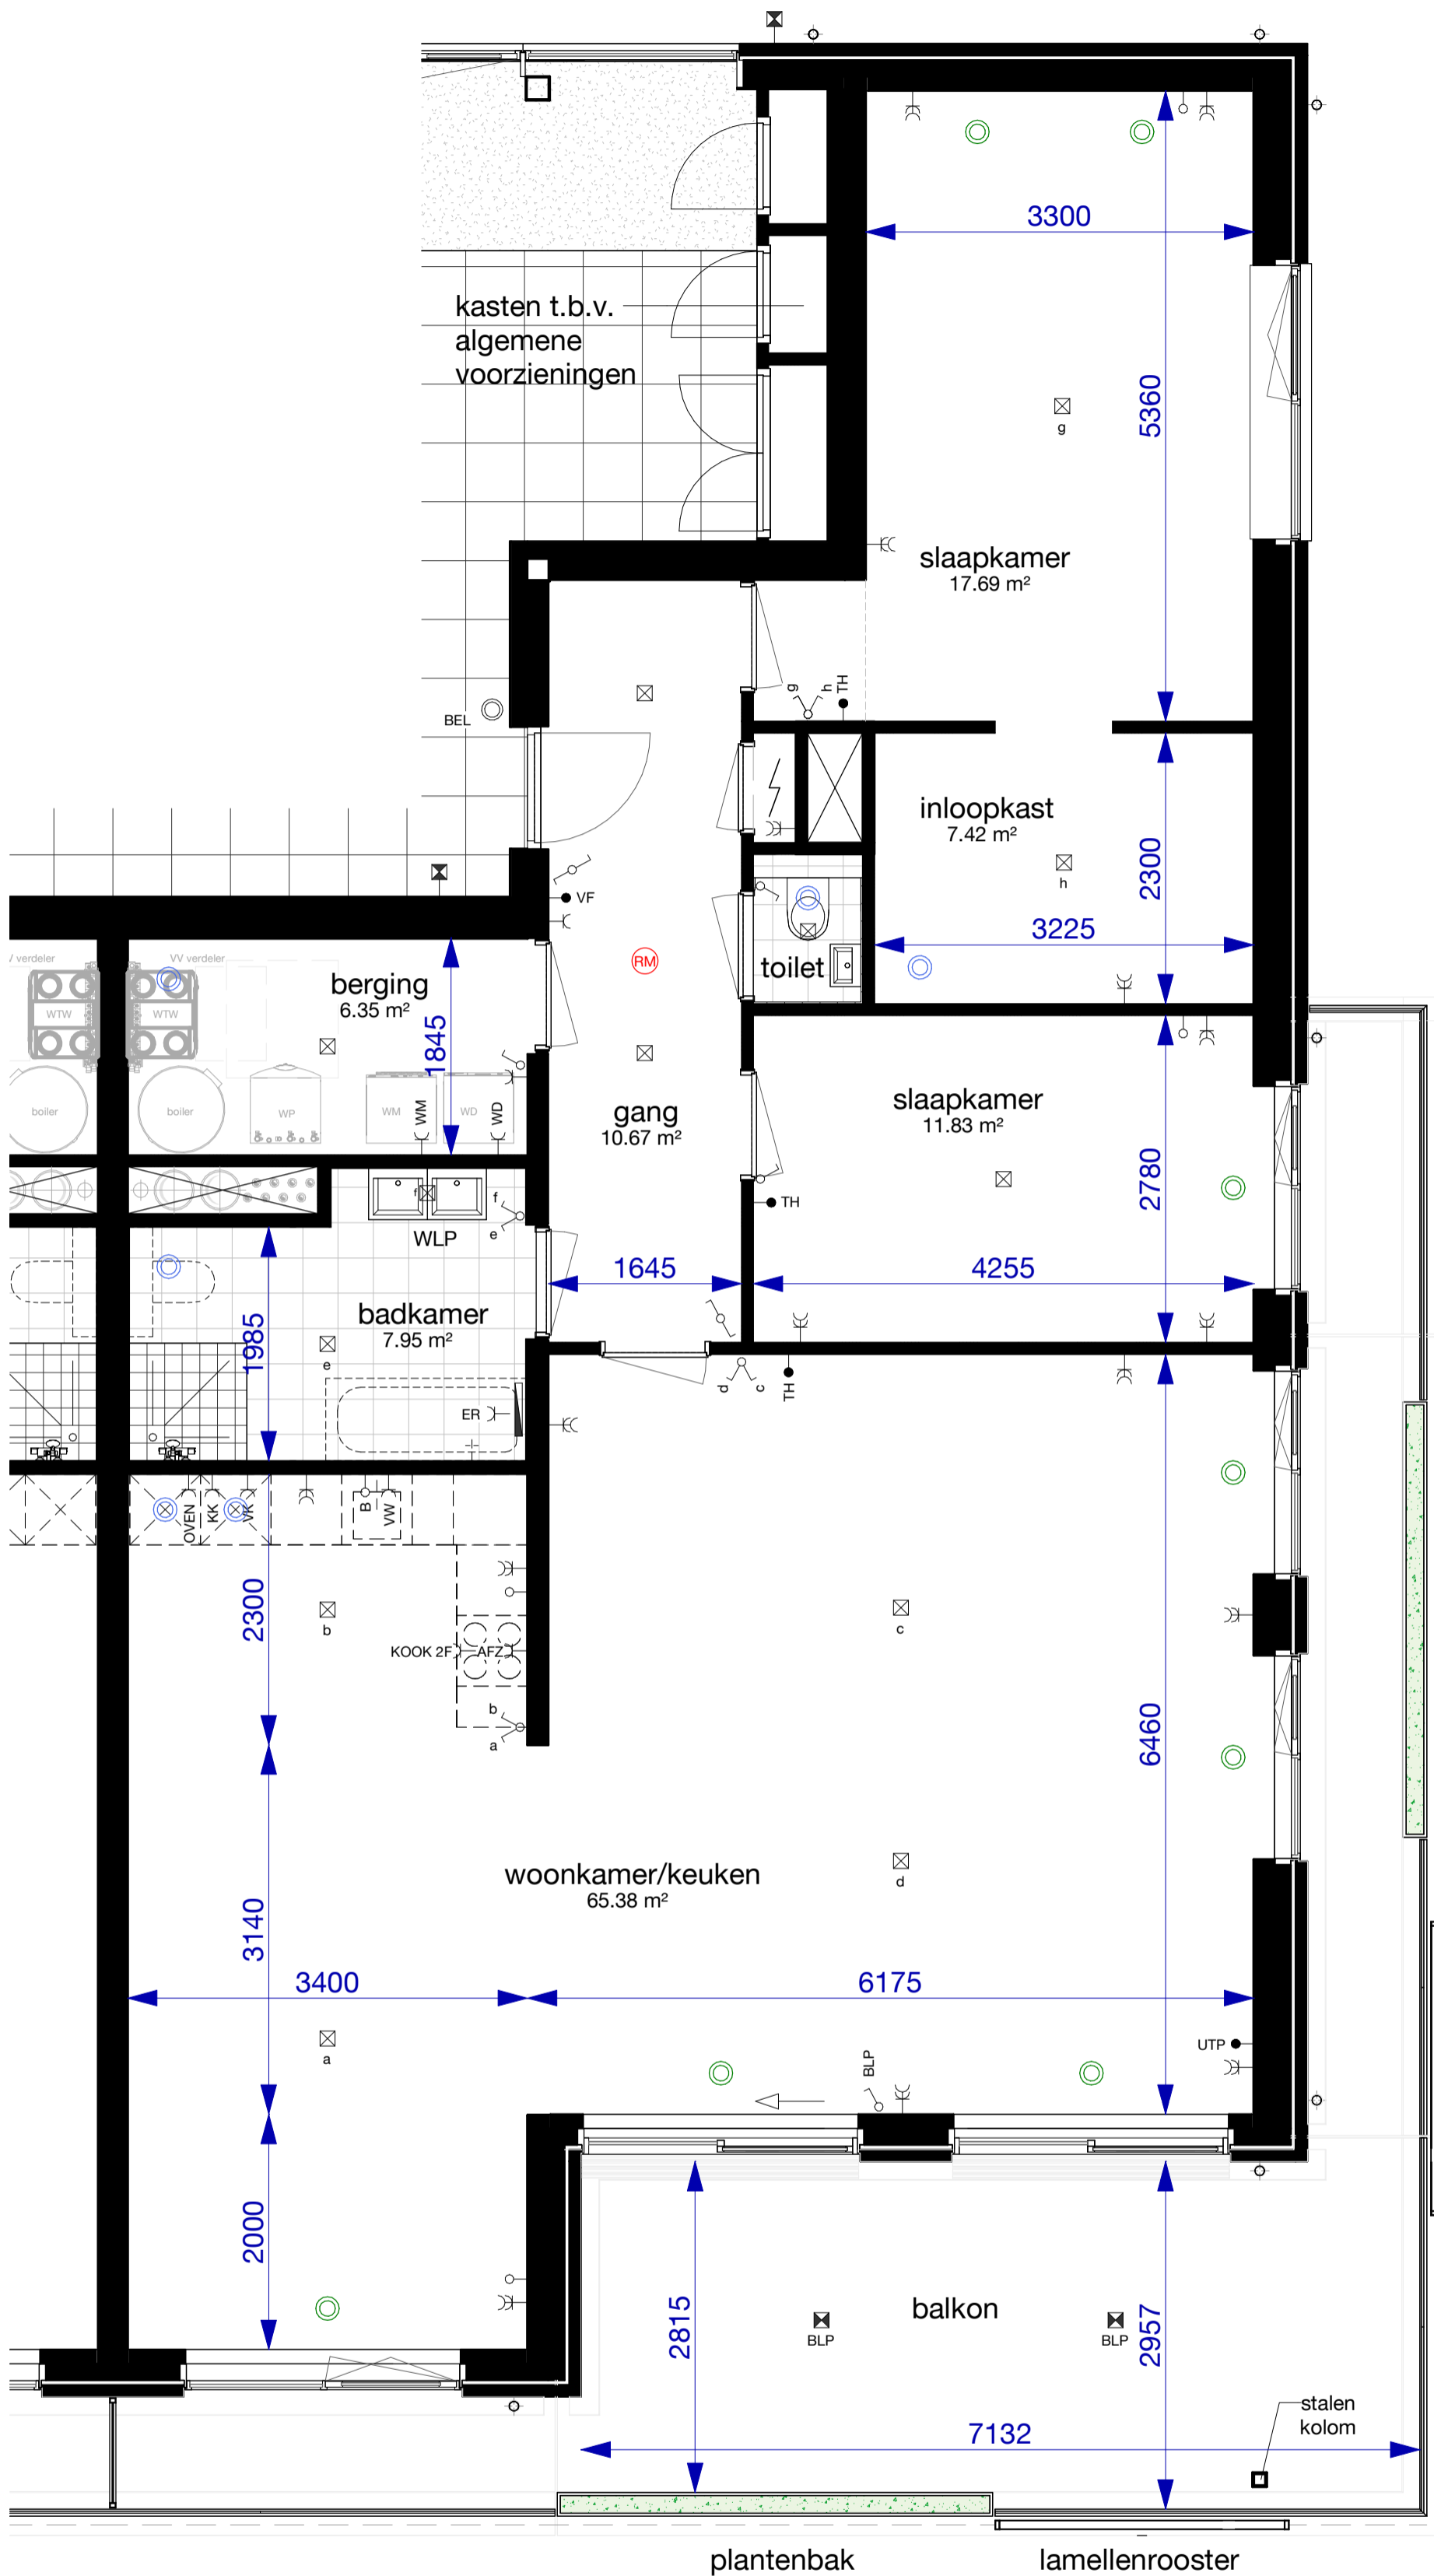 3300
kasten t.b.v.
algemene
voorzieningen
5360
g
slaapkamer
17.69 m²
g
h
TH
BEL
inloopkast
7.42 m²
h
2300
3225
VF
toilet
RM
VV verdeler
VV verdeler
WTW
WTW
berging
6.35 m²
1845
boiler
boiler
WP
WM
WM
WD
WD
gang
10.67 m²
slaapkamer
11.83 m²
2780
TH
f
f
e
WLP
1645
4255
badkamer
7.95 m²
1985
e
ER
d
c
TH
OVEN
KK
VK
B
VW
2300
b
c
KOOK 2F
AFZ
b
a
6460
woonkamer/keuken
65.38 m²
d
3140
3400
6175
a
BLP
UTP
2000
2815
balkon
BLP
BLP
2957
stalen
kolom
7132
plantenbak
lamellenrooster